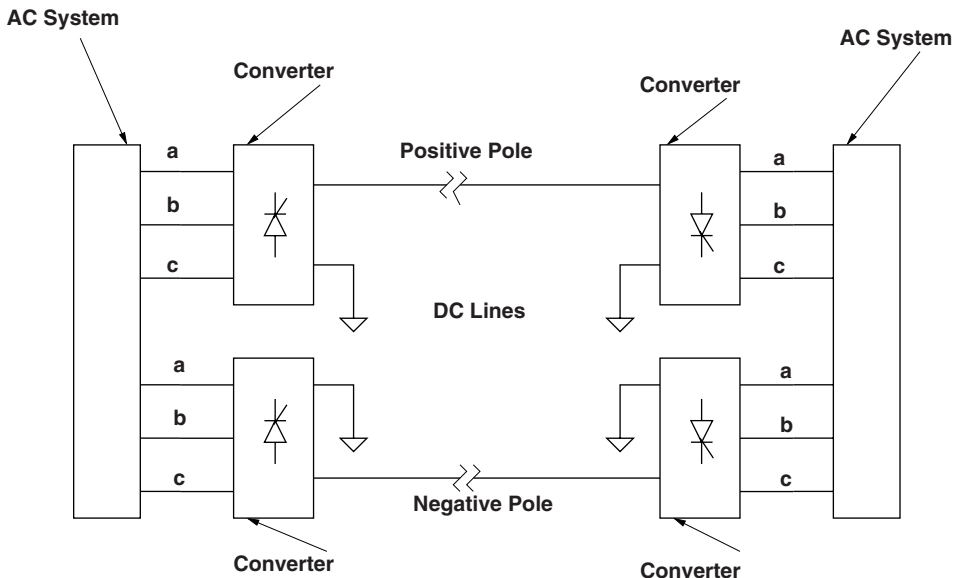 AC System
AC System
Converter
Converter
a
Positive Pole
a
b
b
c
c
DC Lines
a
a
b
b
c
c
Negative Pole
Converter
Converter